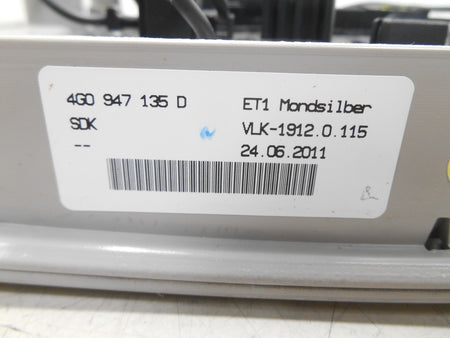 4G0 947 135 D ET1 Mondsilber
SDK VLK-1912.0.115
-- 24.06.2011